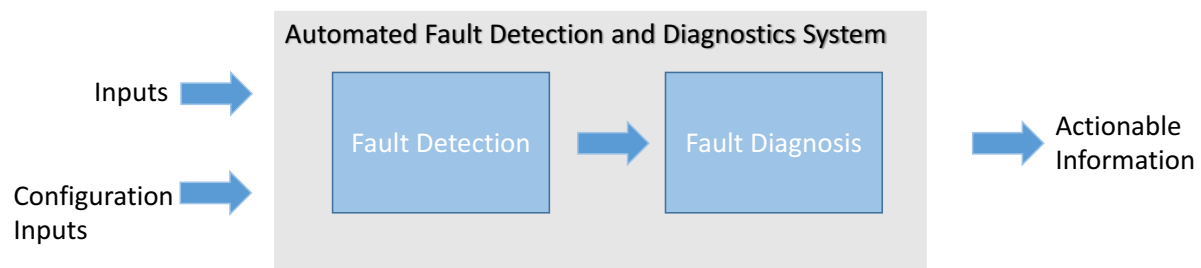 Automated Fault Detection and Diagnostics System
Inputs
Configuration
Inputs
Fault Detection
Fault Diagnosis
Actionable
Information